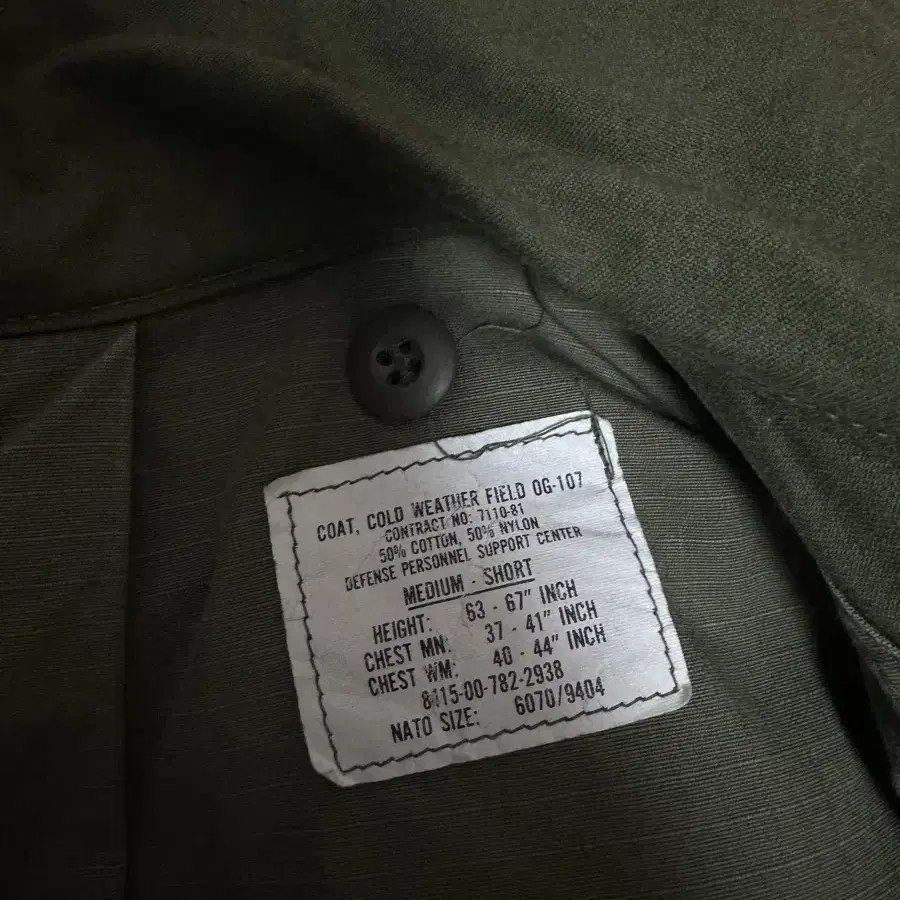 COAT, COLD WEATHER FIELD OG-107
CONTRACT NO: 7110-81
50% COTTON, 50% NYLON
DEFENSE PERSONNEL SUPPORT CENTER
MEDIUM - SHORT
HEIGHT: 63 - 67" INCH
CHEST MN: 37 - 41" INCH
CHEST WM: 40 - 44" INCH
8415-00-782-2938
NATO SIZE: 6070/9404